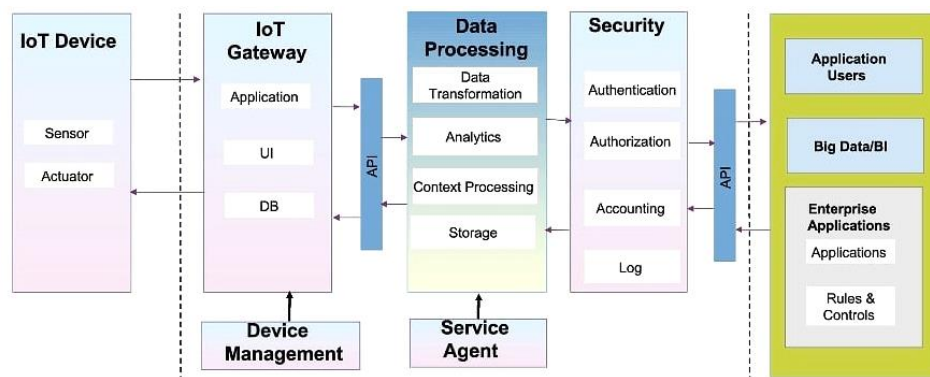 IoT Device
Sensor
Actuator
IoT
Gateway
Application
UI
DB
Device
Management
API
Data
Processing
Data
Transformation
Analytics
Context Processing
Storage
Service
Agent
Security
Authentication
Authorization
Accounting
Log
API
Application
Users
Big Data/BI
Enterprise
Applications
Applications
Rules &
Controls